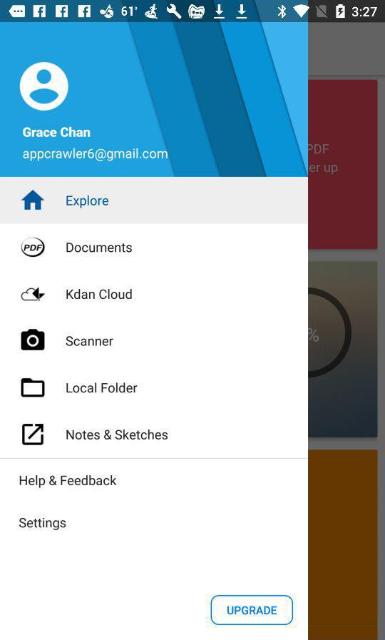 61' 3:27
Grace Chan
appcrawler6@gmail.com
PDF
er up
Explore
PDF Documents
Kdan Cloud
%
Scanner
Local Folder
Notes & Sketches
Help & Feedback
Settings
UPGRADE